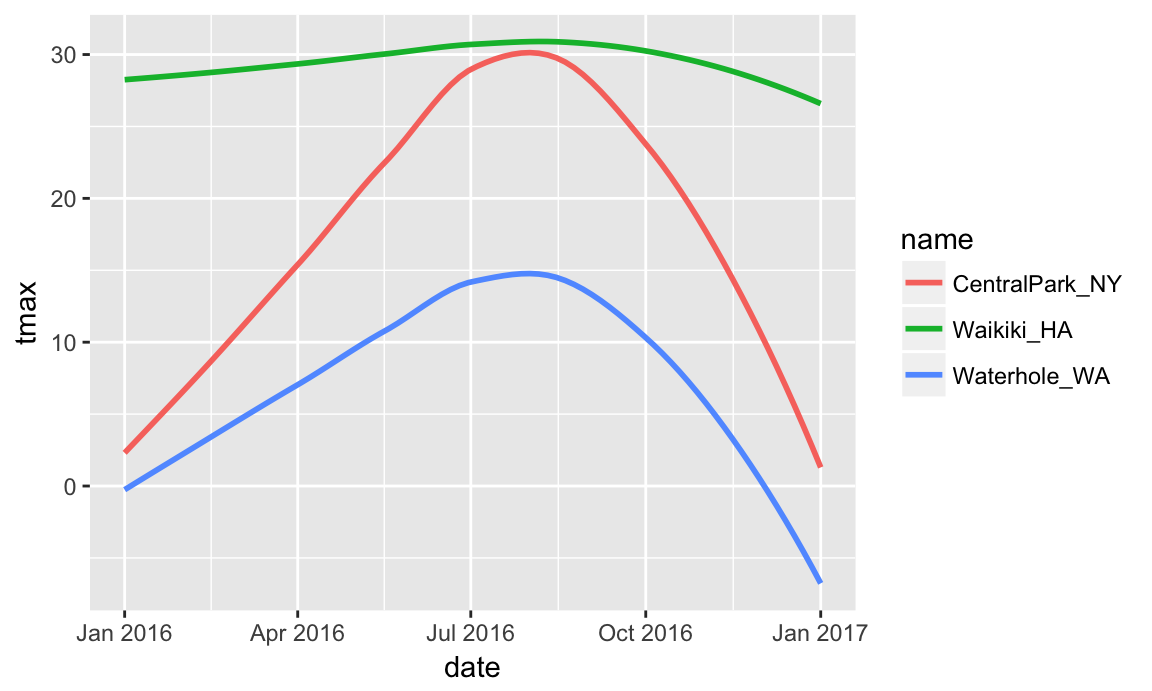 30
20
10
0
tmax
Jan 2016
Apr 2016
Jul 2016
Oct 2016
Jan 2017
date
name
CentralPark_NY
Waikiki_HA
Waterhole_WA